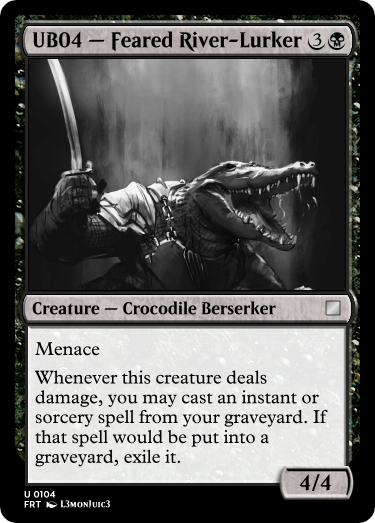 UB04 — Feared River-Lurker 3
Creature — Crocodile Berserker
Menace
Whenever this creature deals
damage, you may cast an instant or
sorcery spell from your graveyard. If
that spell would be put into a
graveyard, exile it.
4/4
U 0104
FRT L3monJuic3